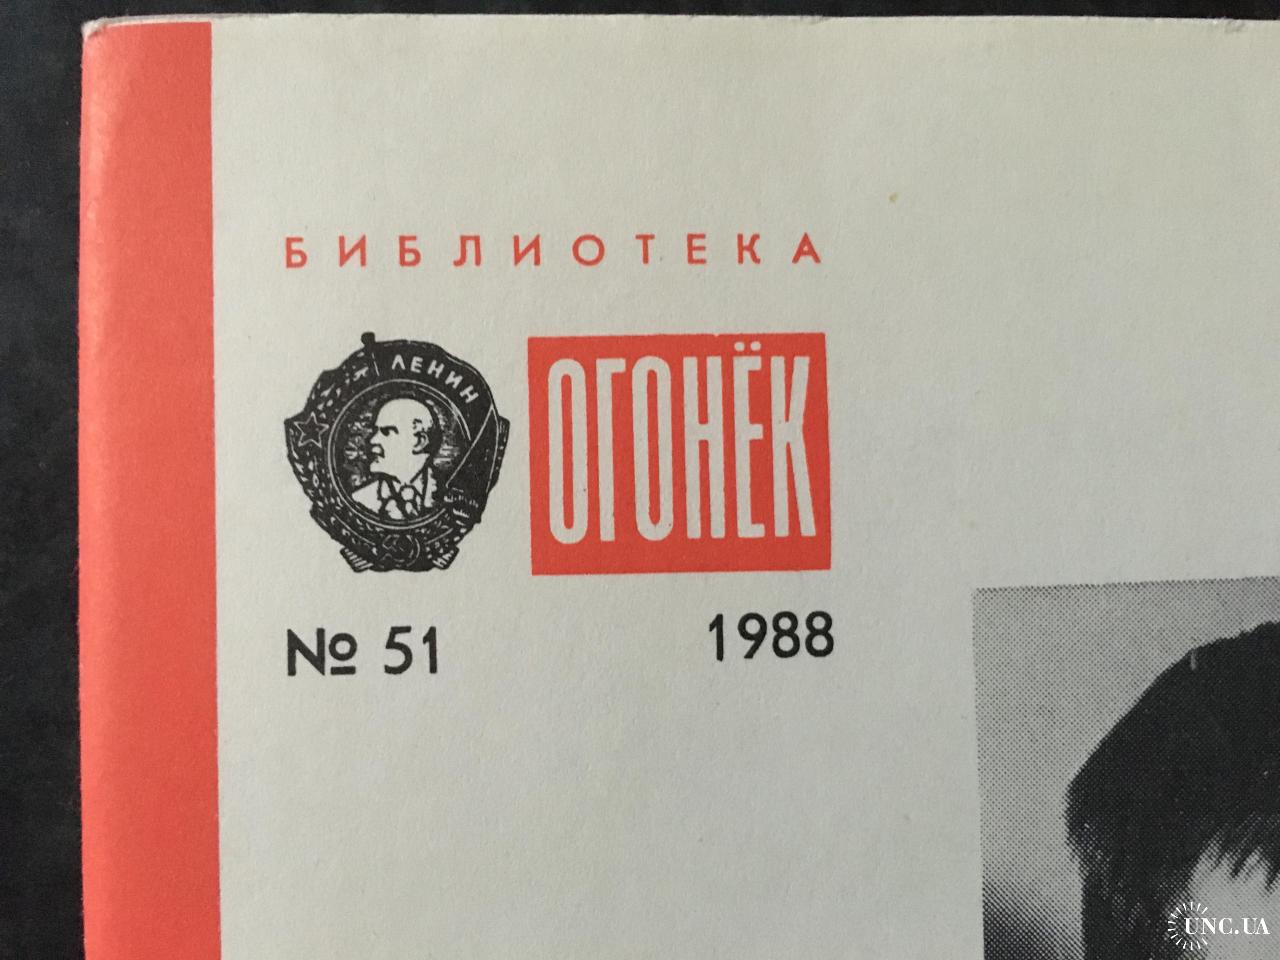 БИБЛИОТЕКА
ЛЕНИН
ОГОНЁК
№ 51 1988
UNC.UA